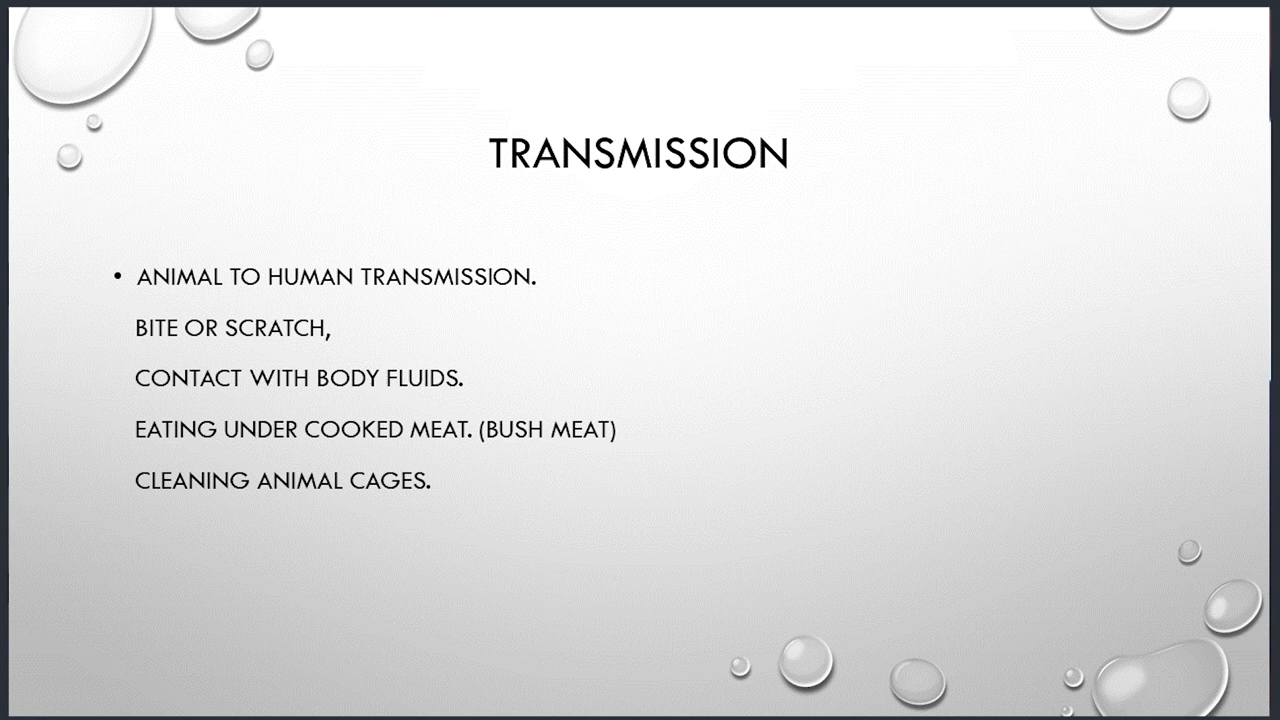 TRANSMISSION
• ANIMAL TO HUMAN TRANSMISSION.
BITE OR SCRATCH,
CONTACT WITH BODY FLUIDS.
EATING UNDER COOKED MEAT. (BUSH MEAT)
CLEANING ANIMAL CAGES.